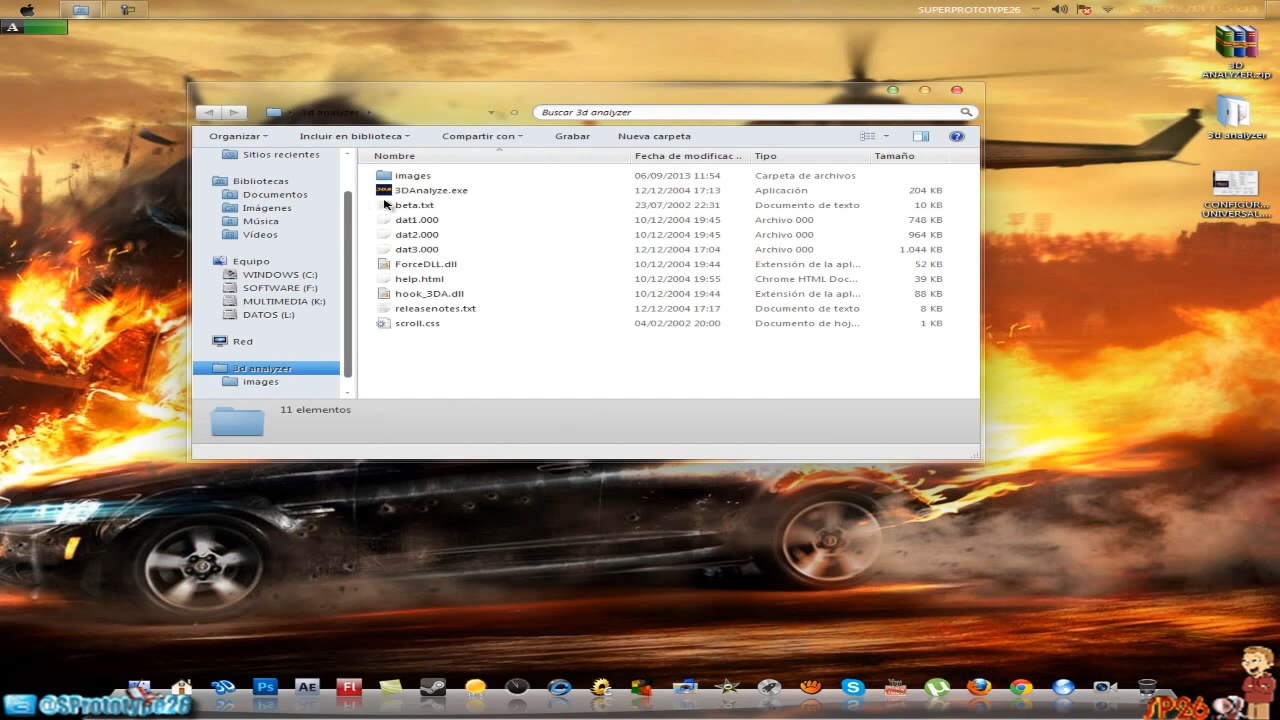 SUPERPROTOTYPE26
A
3D
ANALYZER.zip
3d analyzer
CONFIGUR...
UNIVERSAL....
3d analyzer
Buscar 3d analyzer
Organizar
Incluir en biblioteca
Compartir con
Grabar
Nueva carpeta
Sitios recientes
Bibliotecas
Documentos
Imágenes
Música
Vídeos
Equipo
WINDOWS (C:)
SOFTWARE (F:)
MULTIMEDIA (K:)
DATOS (L:)
Red
3d analyzer
images
Nombre Fecha de modificac... Tipo Tamaño
images 06/09/2013 11:54 Carpeta de archivos
3DAnalyze.exe 12/12/2004 17:13 Aplicación 204 KB
beta.txt 23/07/2002 22:31 Documento de texto 10 KB
dat1.000 10/12/2004 19:45 Archivo 000 748 KB
dat2.000 10/12/2004 19:45 Archivo 000 964 KB
dat3.000 12/12/2004 17:04 Archivo 000 1.044 KB
ForceDLL.dll 10/12/2004 19:44 Extensión de la apl... 52 KB
help.html 10/12/2004 19:55 Chrome HTML Doc... 39 KB
hook_3DA.dll 10/12/2004 19:44 Extensión de la apl... 88 KB
releasenotes.txt 12/12/2004 17:17 Documento de texto 8 KB
scroll.css 04/02/2002 20:00 Documento de hoj... 1 KB
11 elementos
Ps
AE
FL
@SPrototype26
SP26